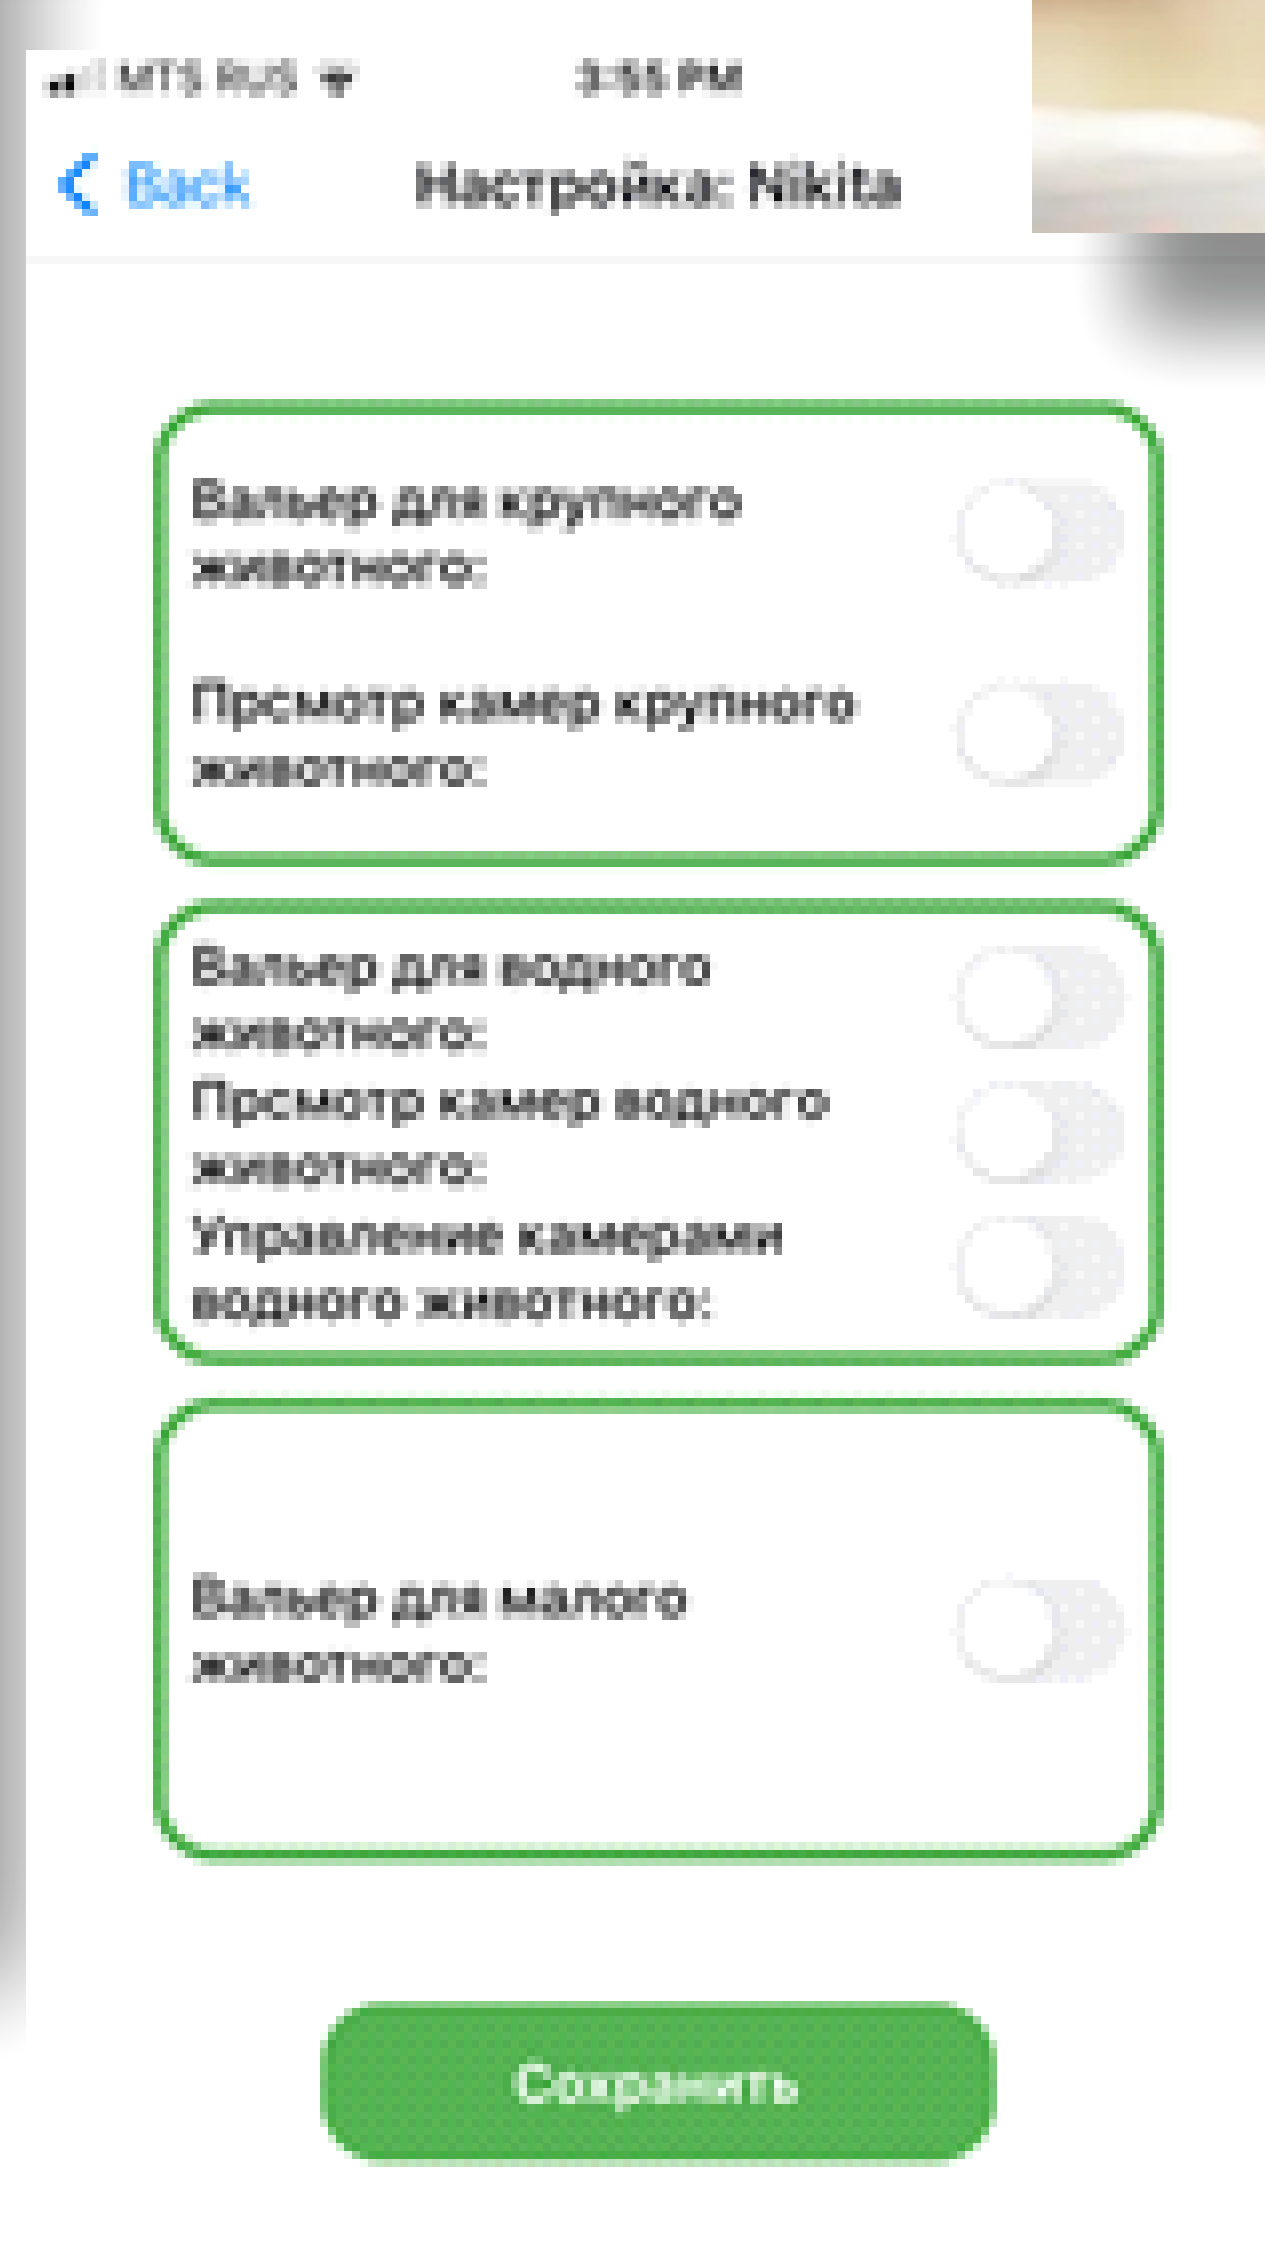 MTS RUS
3:55 PM
Back
Настройка: Nikita
Вальер для крупного
животного:
Прсмотр камер крупного
животного:
Вальер для водного
животного:
Прсмотр камер водного
животного:
Управление камерами
водного животного:
Вальер для малого
животного:
Сохранить